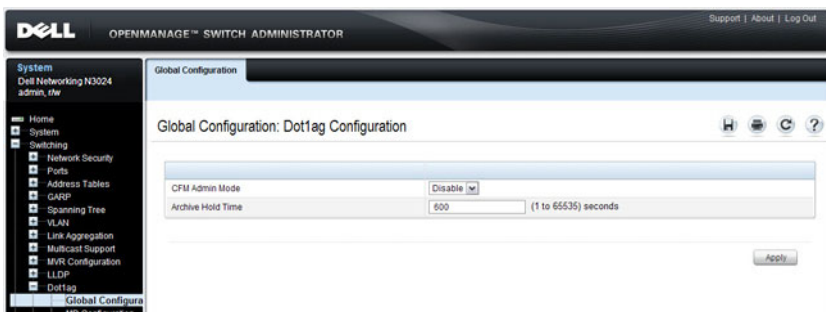 Support | About | Log Out
DELL OPENMANAGE™ SWITCH ADMINISTRATOR
System
Dell Networking N3024
admin, r/w
Global Configuration
Home
System
Switching
Network Security
Ports
Address Tables
GARP
Spanning Tree
VLAN
Link Aggregation
Multicast Support
MVR Configuration
LLDP
Dot1ag
Global Configura
Global Configuration: Dot1ag Configuration
CFM Admin Mode Disable
Archive Hold Time 600 (1 to 65535) seconds
Apply